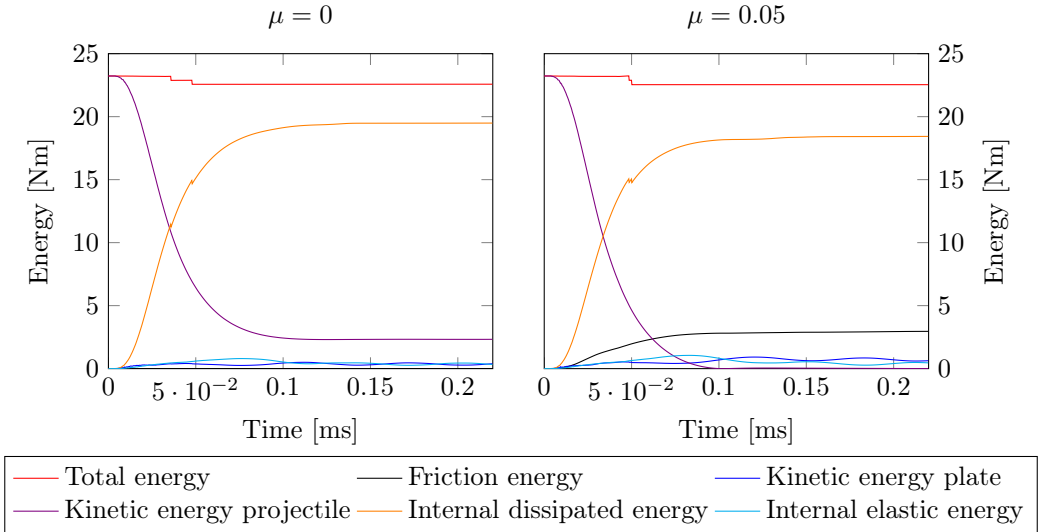 μ = 0
μ = 0.05
25
20
15
10
5
0
Energy [Nm]
0
5 · 10⁻²
0.1
0.15
0.2
Time [ms]
0
5 · 10⁻²
0.1
0.15
0.2
Time [ms]
25
20
15
10
5
0
Energy [Nm]
Total energy
Friction energy
Kinetic energy plate
Kinetic energy projectile
Internal dissipated energy
Internal elastic energy